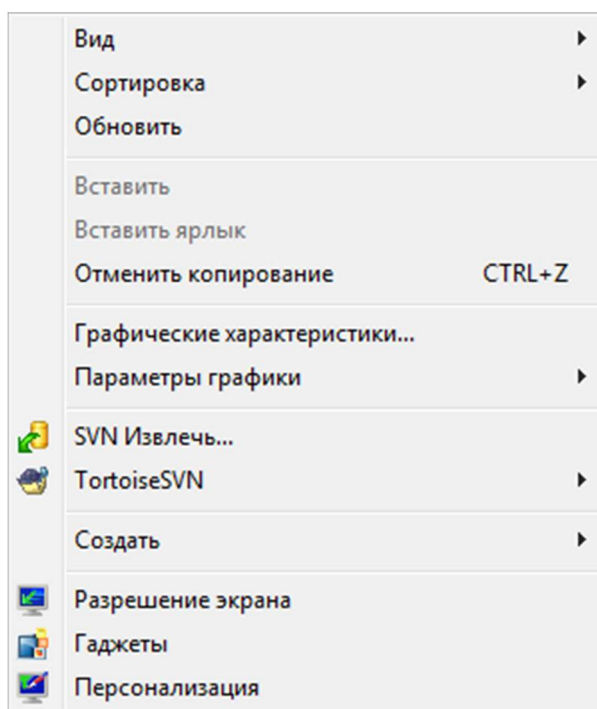 Вид
Сортировка
Обновить
Вставить
Вставить ярлык
Отменить копирование CTRL+Z
Графические характеристики...
Параметры графики
SVN Извлечь...
TortoiseSVN
Создать
Разрешение экрана
Гаджеты
Персонализация